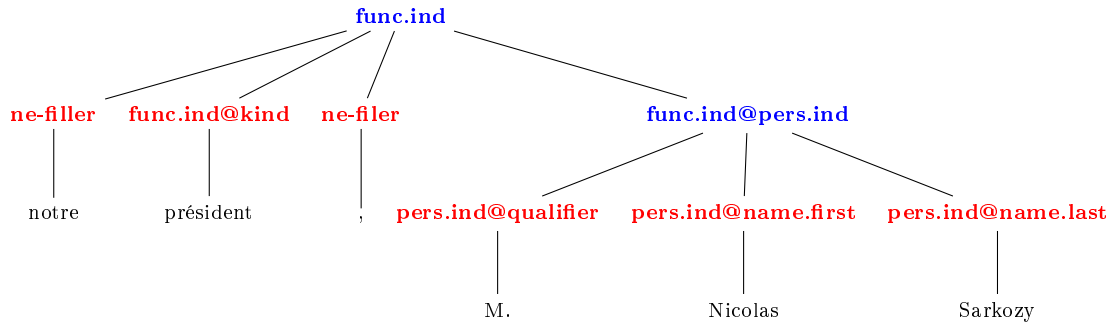 func.ind
ne-filler func.ind@kind ne-filer func.ind@pers.ind
notre président , pers.ind@qualifier pers.ind@name.first pers.ind@name.last
M. Nicolas Sarkozy